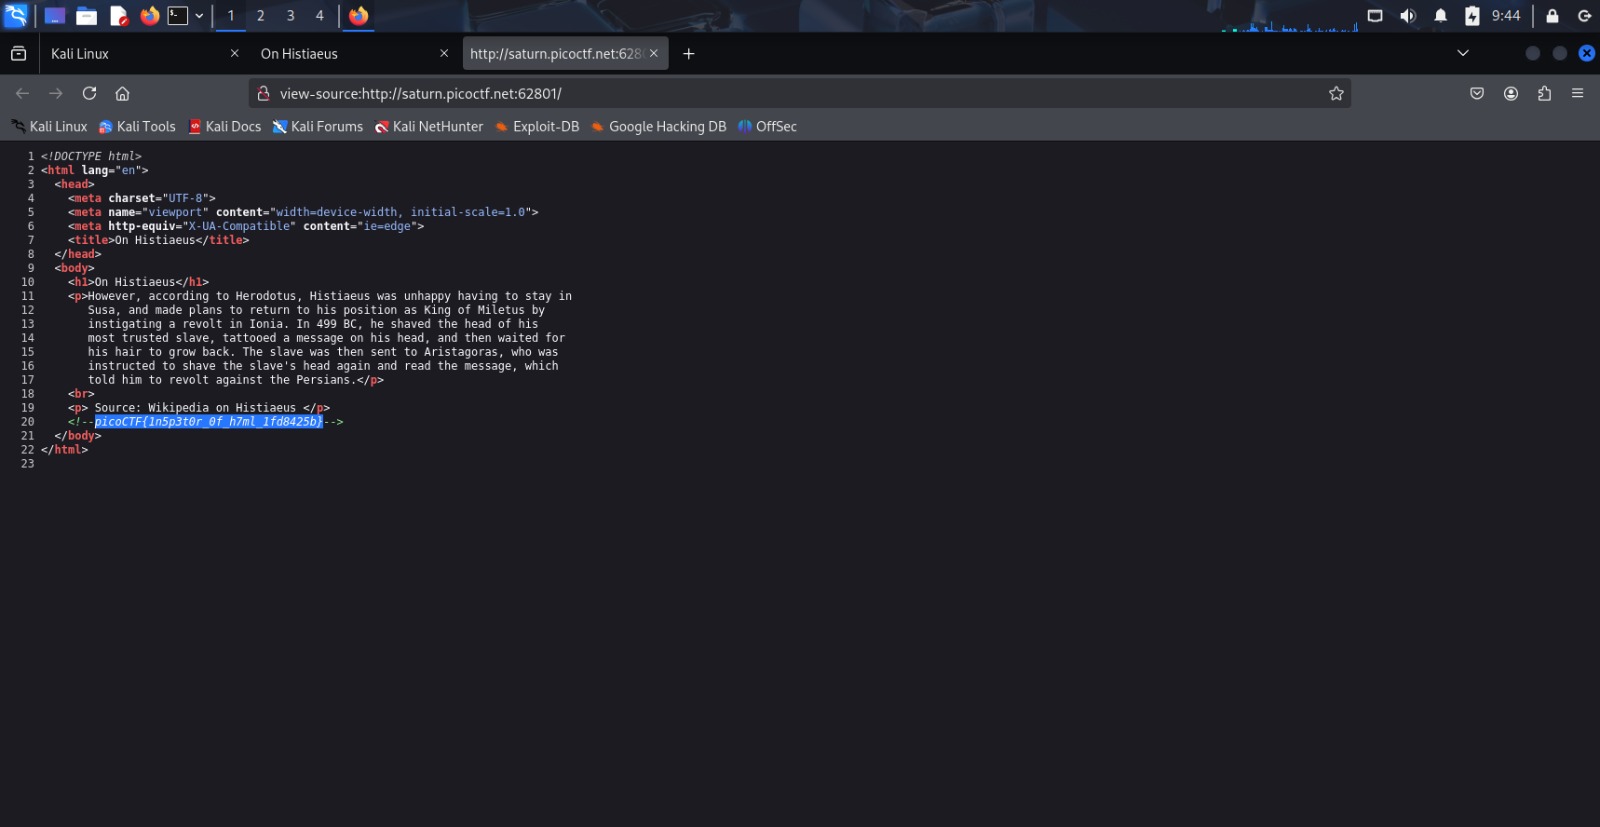 1 2 3 4 9:44
Kali Linux On Histiaeus http://saturn.picoctf.net:628
view-source:http://saturn.picoctf.net:62801/
Kali Linux Kali Tools Kali Docs Kali Forums Kali NetHunter Exploit-DB Google Hacking DB OffSec
1 <!DOCTYPE html>
2 <html lang="en">
3 <head>
4 <meta charset="UTF-8">
5 <meta name="viewport" content="width=device-width, initial-scale=1.0">
6 <meta http-equiv="X-UA-Compatible" content="ie=edge">
7 <title>On Histiaeus</title>
8 </head>
9 <body>
10 <h1>On Histiaeus</h1>
11 <p>However, according to Herodotus, Histiaeus was unhappy having to stay in
12 Susa, and made plans to return to his position as King of Miletus by
13 instigating a revolt in Ionia. In 499 BC, he shaved the head of his
14 most trusted slave, tattooed a message on his head, and then waited for
15 his hair to grow back. The slave was then sent to Aristagoras, who was
16 instructed to shave the slave's head again and read the message, which
17 told him to revolt against the Persians.</p>
18 <br>
19 <p> Source: Wikipedia on Histiaeus </p>
20 <!--picoCTF{1n5p3t0r_0f_h7ml_1fd8425b}-->
21 </body>
22 </html>
23